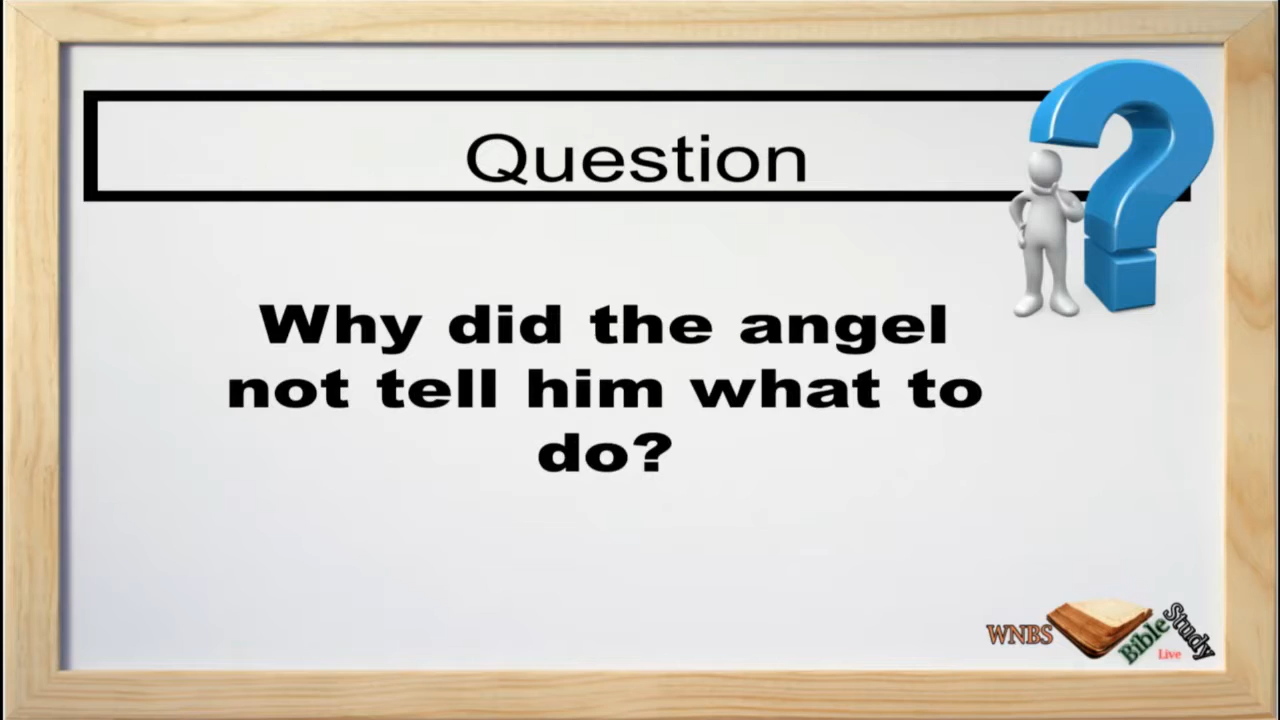 Question
Why did the angel
not tell him what to
do?
WNBS Bible Study
Live